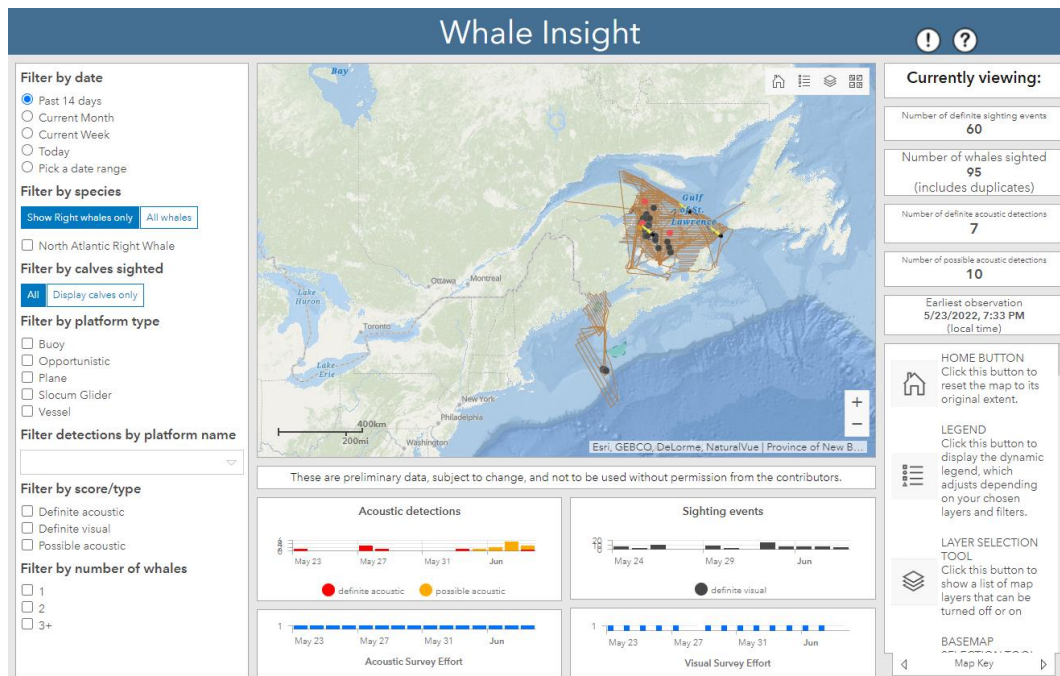 Whale Insight
! ?
Filter by date
Past 14 days
Current Month
Current Week
Today
Pick a date range
Filter by species
Show Right whales only All whales
North Atlantic Right Whale
Filter by calves sighted
All Display calves only
Filter by platform type
Buoy
Opportunistic
Plane
Slocum Glider
Vessel
Filter detections by platform name
Filter by score/type
Definite acoustic
Definite visual
Possible acoustic
Filter by number of whales
1
2
3+
Bay
Gulf
of St.
Lawrence
Ottawa Montreal
Lake
Huron
Toronto
Lake
Erie
New York
Philadelphia
Washington
400km
200mi
+
−
Esri, GEBCO, DeLorme, NaturalVue | Province of New B...
These are preliminary data, subject to change, and not to be used without permission from the contributors.
Acoustic detections
May 23 May 27 May 31 Jun
definite acoustic possible acoustic
Sighting events
20
May 24 May 29 Jun
definite visual
1
May 23 May 27 May 31 Jun
Acoustic Survey Effort
1
May 23 May 27 May 31 Jun
Visual Survey Effort
Currently viewing:
Number of definite sighting events
60
Number of whales sighted
95
(includes duplicates)
Number of definite acoustic detections
7
Number of possible acoustic detections
10
Earliest observation
5/23/2022, 7:33 PM
(local time)
HOME BUTTON
Click this button to
reset the map to its
original extent.
LEGEND
Click this button to
display the dynamic
legend, which
adjusts depending
on your chosen
layers and filters.
LAYER SELECTION
TOOL
Click this button to
show a list of map
layers that can be
turned off or on
BASEMAP
Map Key